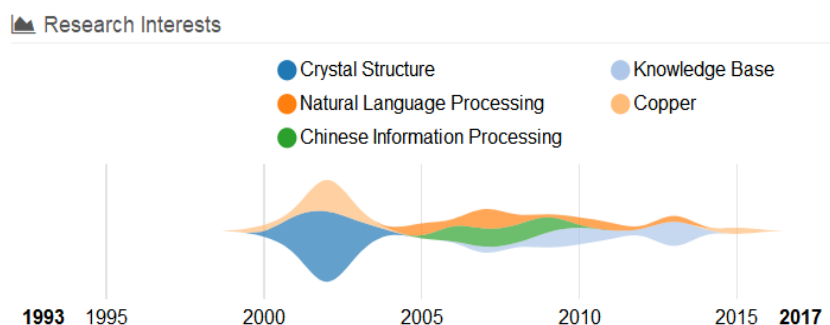 Research Interests
Crystal Structure Knowledge Base
Natural Language Processing Copper
Chinese Information Processing
1993 1995 2000 2005 2010 2015 2017